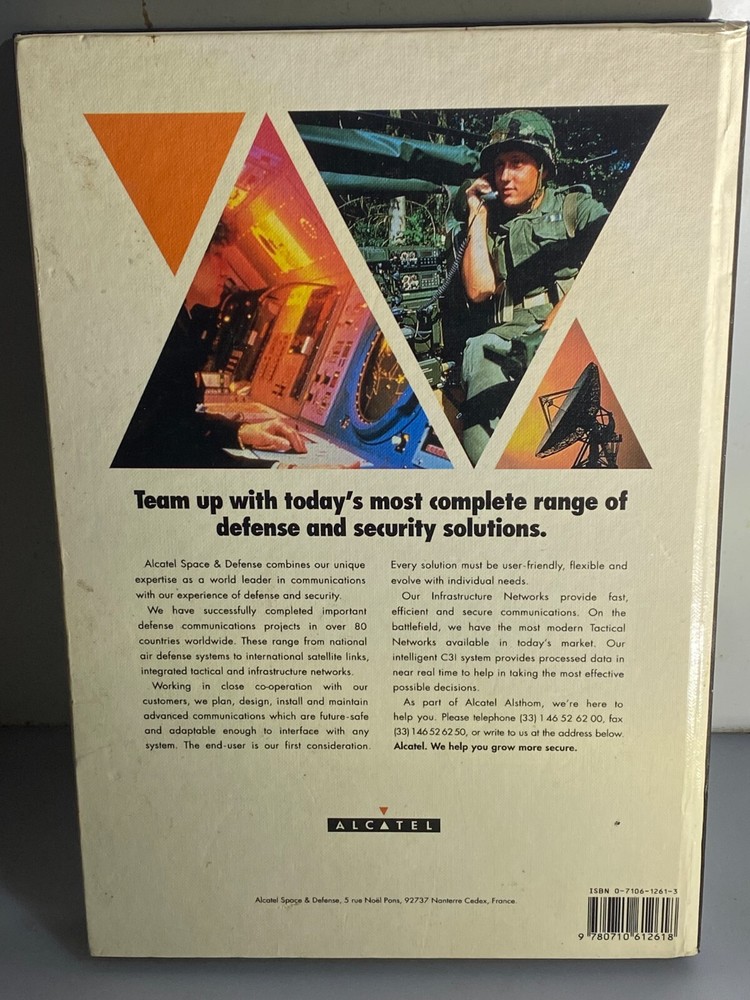 Team up with today's most complete range of
defense and security solutions.
Alcatel Space & Defense combines our unique
expertise as a world leader in communications
with our experience of defense and security.
We have successfully completed important
defense communications projects in over 80
countries worldwide. These range from national
air defense systems to international satellite links,
integrated tactical and infrastructure networks.
Working in close co-operation with our
customers, we plan, design, install and maintain
advanced communications which are future-safe
and adaptable enough to interface with any
system. The end-user is our first consideration.
Every solution must be user-friendly, flexible and
evolve with individual needs.
Our Infrastructure Networks provide fast,
efficient and secure communications. On the
battlefield, we have the most modern Tactical
Networks available in today's market. Our
intelligent C3I system provides processed data in
near real time to help in taking the most effective
possible decisions.
As part of Alcatel Alsthom, we're here to
help you. Please telephone (33) 1 46 52 62 00, fax
(33) 1 46 52 62 50, or write to us at the address below.
Alcatel. We help you grow more secure.
ALCATEL
Alcatel Space & Defense, 5 rue Noël Pons, 92737 Nanterre Cedex, France.
ISBN 0-7106-1261-3
9 780710 612618